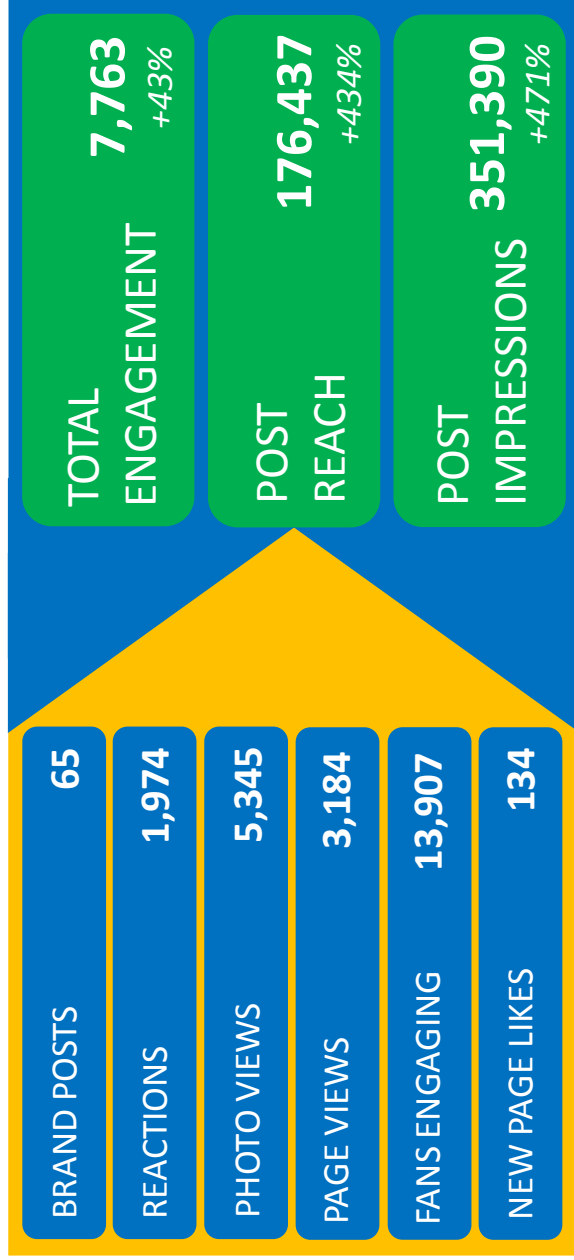 BRAND POSTS 65
REACTIONS 1,974
PHOTO VIEWS 5,345
PAGE VIEWS 3,184
FANS ENGAGING 13,907
NEW PAGE LIKES 134
TOTAL 7,763
ENGAGEMENT +43%
POST 176,437
REACH +434%
POST 351,390
IMPRESSIONS +471%